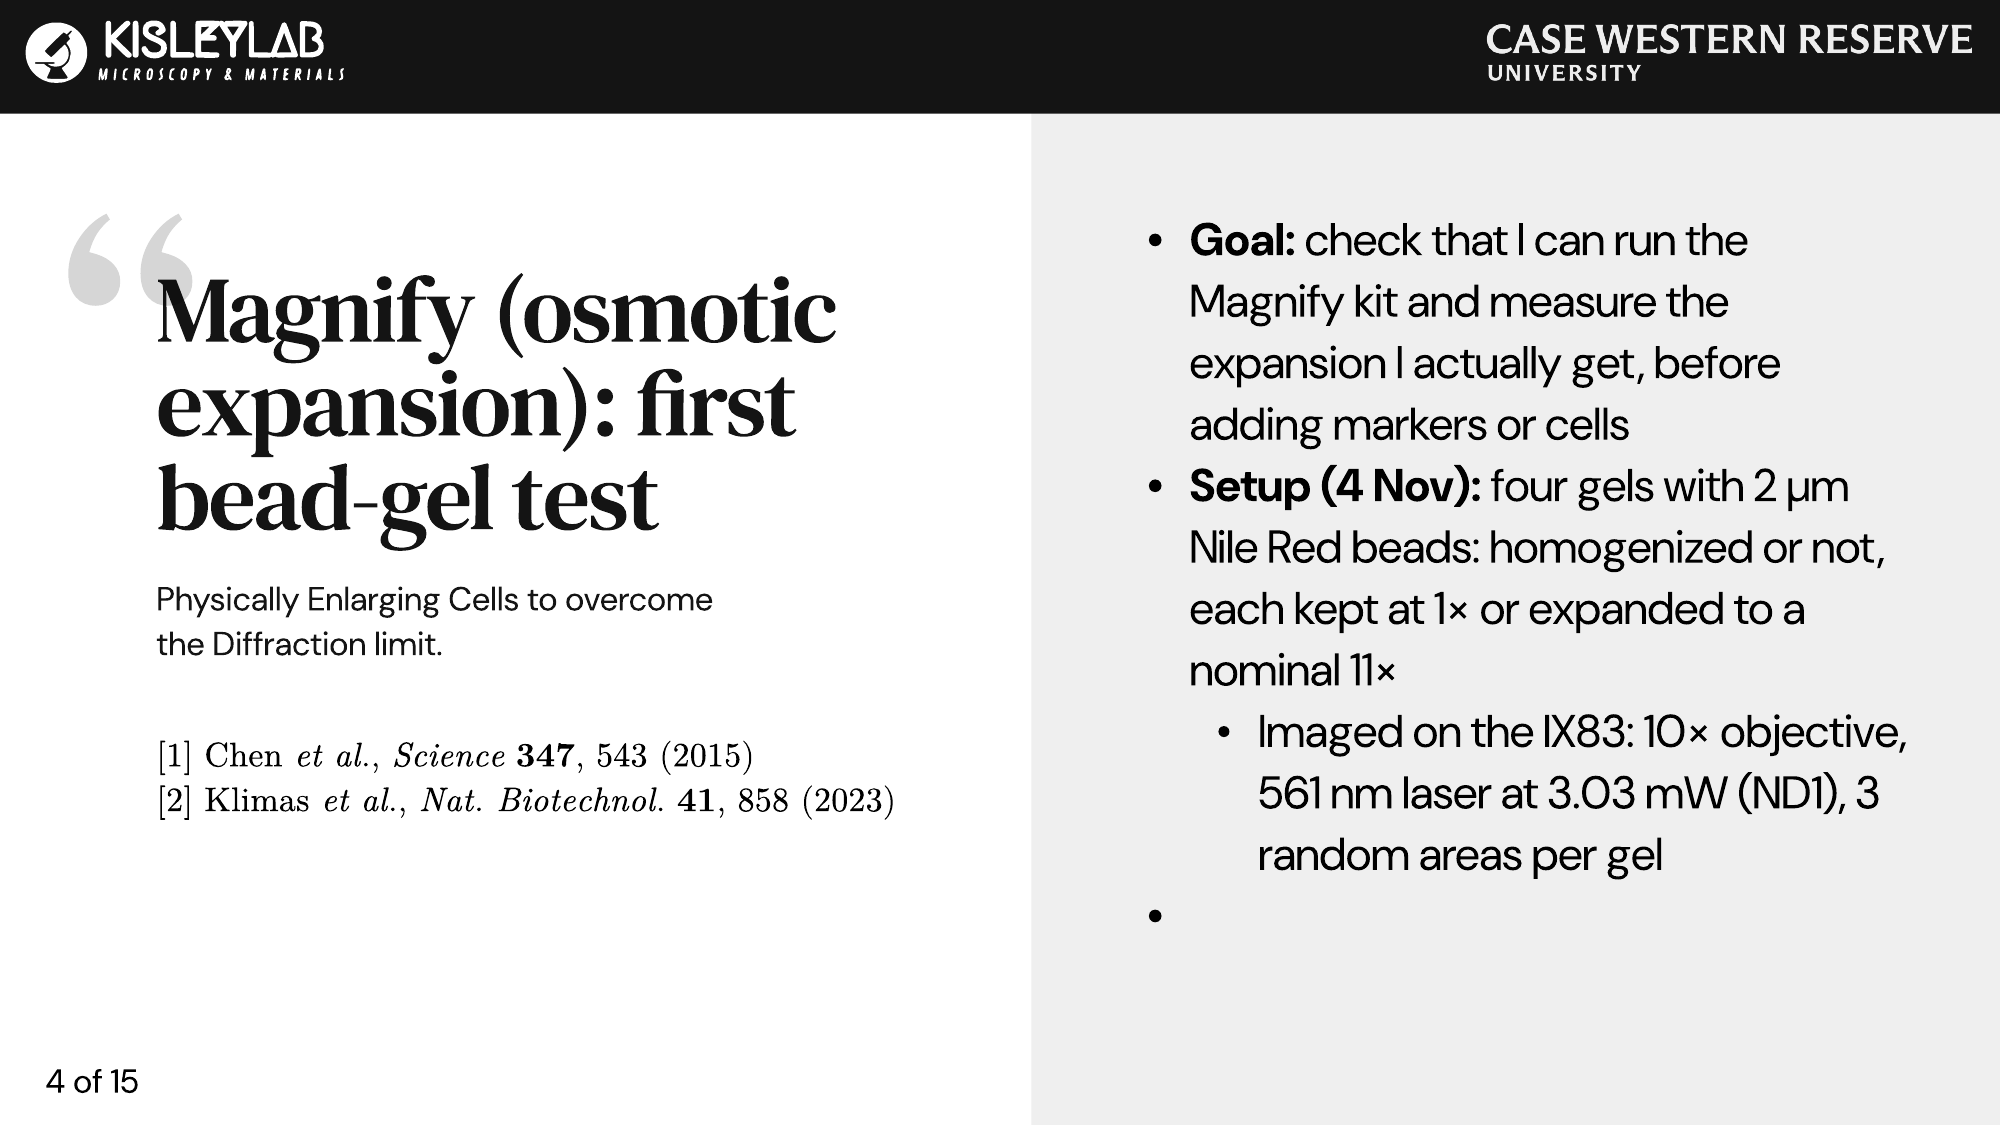 KISLEYLAB
MICROSCOPY & MATERIALS
CASE WESTERN RESERVE
UNIVERSITY
“
Magnify (osmotic
expansion): first
bead-gel test
Physically Enlarging Cells to overcome
the Diffraction limit.
[1] Chen et al., Science 347, 543 (2015)
[2] Klimas et al., Nat. Biotechnol. 41, 858 (2023)
• Goal: check that I can run the
Magnify kit and measure the
expansion I actually get, before
adding markers or cells
• Setup (4 Nov): four gels with 2 µm
Nile Red beads: homogenized or not,
each kept at 1× or expanded to a
nominal 11×
• Imaged on the IX83: 10× objective,
561 nm laser at 3.03 mW (ND1), 3
random areas per gel
•
4 of 15